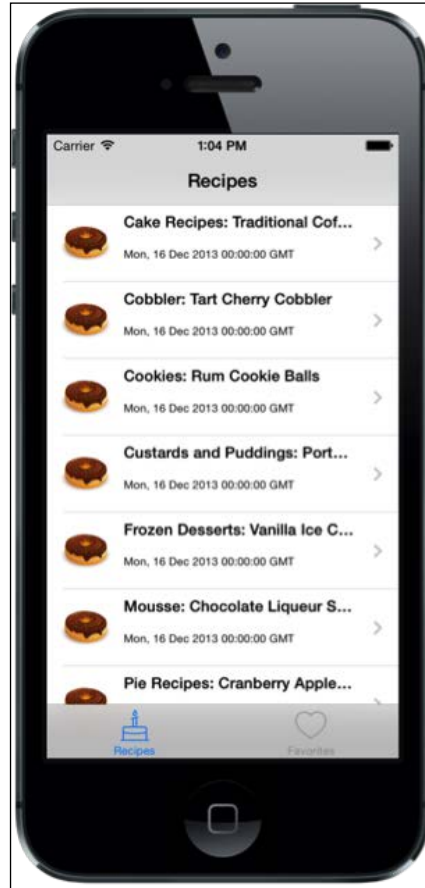 Carrier 1:04 PM
Recipes
Cake Recipes: Traditional Cof...
Mon, 16 Dec 2013 00:00:00 GMT
Cobbler: Tart Cherry Cobbler
Mon, 16 Dec 2013 00:00:00 GMT
Cookies: Rum Cookie Balls
Mon, 16 Dec 2013 00:00:00 GMT
Custards and Puddings: Port...
Mon, 16 Dec 2013 00:00:00 GMT
Frozen Desserts: Vanilla Ice C...
Mon, 16 Dec 2013 00:00:00 GMT
Mousse: Chocolate Liqueur S...
Mon, 16 Dec 2013 00:00:00 GMT
Pie Recipes: Cranberry Apple...
Recipes Favorites